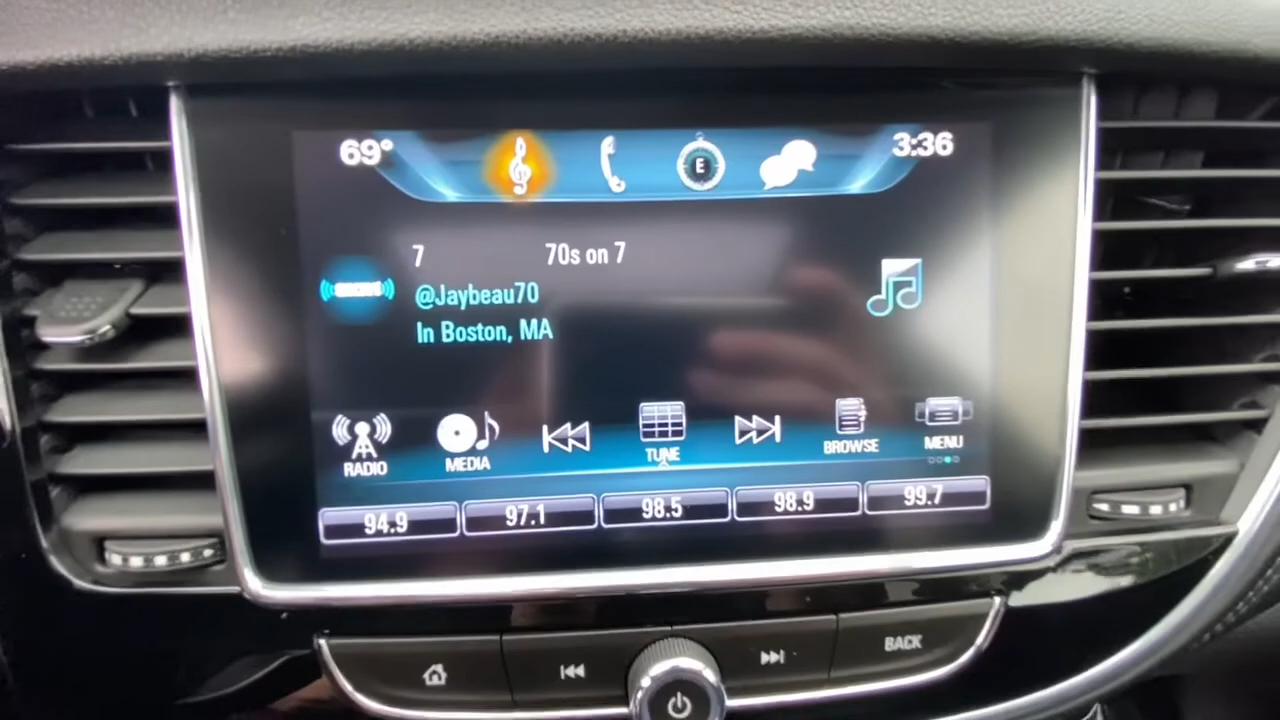 69°
E
3:36
7 70s on 7
@Jaybeau70
In Boston, MA
RADIO MEDIA TUNE BROWSE MENU
94.9 97.1 98.5 98.9 99.7
BACK